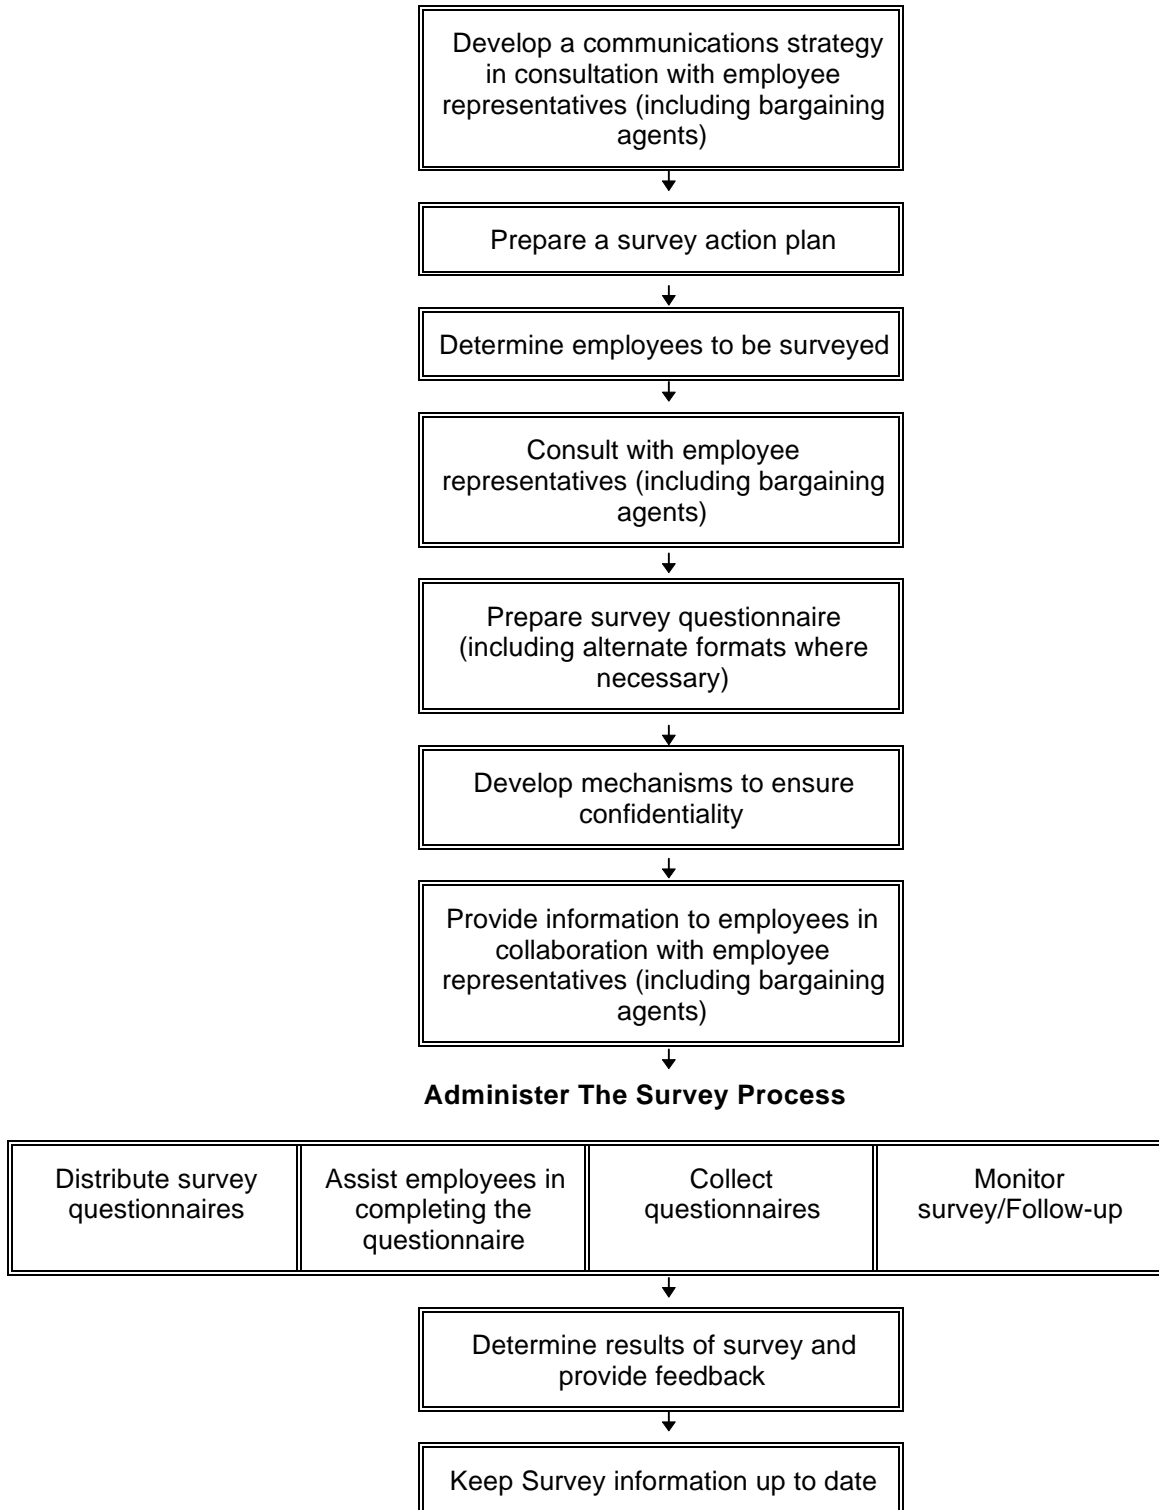 Develop a communications strategy
in consultation with employee
representatives (including bargaining
agents)
Prepare a survey action plan
Determine employees to be surveyed
Consult with employee
representatives (including bargaining
agents)
Prepare survey questionnaire
(including alternate formats where
necessary)
Develop mechanisms to ensure
confidentiality
Provide information to employees in
collaboration with employee
representatives (including bargaining
agents)
Administer The Survey Process
Distribute survey
questionnaires
Assist employees in
completing the
questionnaire
Collect
questionnaires
Monitor
survey/Follow-up
Determine results of survey and
provide feedback
Keep Survey information up to date